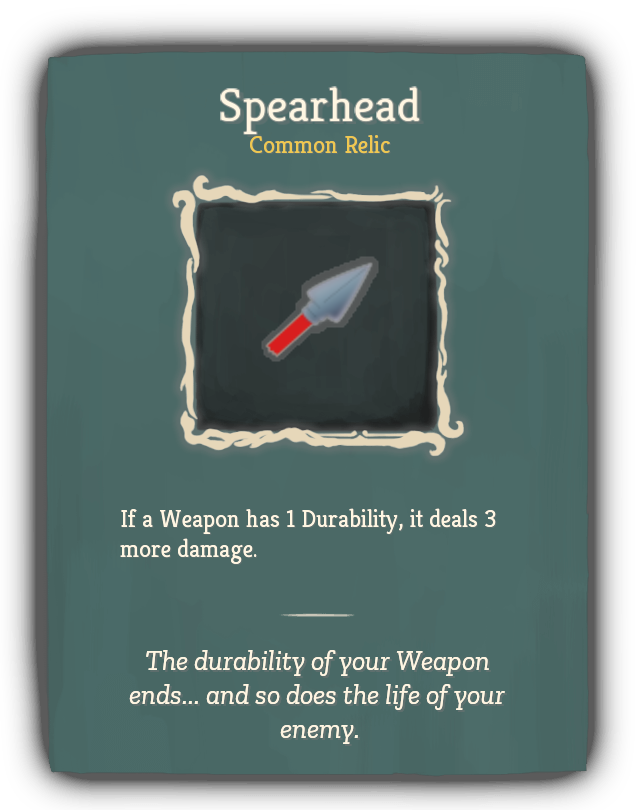 Spearhead
Common Relic
If a Weapon has 1 Durability, it deals 3
more damage.
The durability of your Weapon
ends... and so does the life of your
enemy.